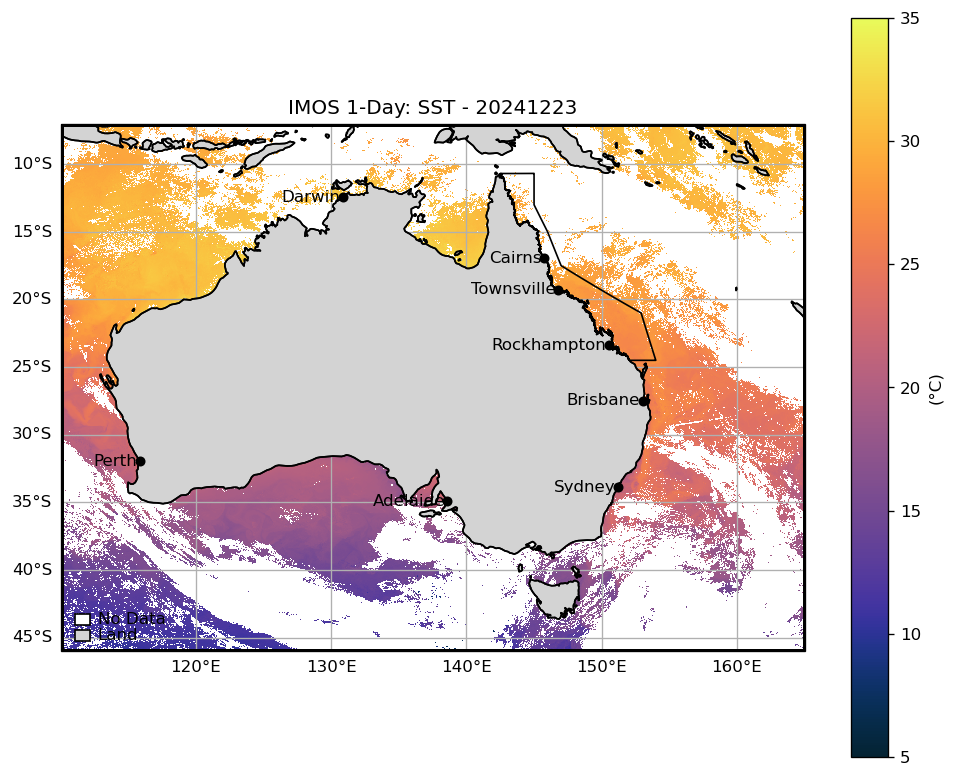 IMOS 1-Day: SST - 20241223
35
30
25
20
15
10
5
(°C)
10°S
15°S
20°S
25°S
30°S
35°S
40°S
45°S
Darwin
Cairns
Townsville
Rockhampton
Brisbane
Perth
Sydney
Adelaide
No Data
Land
120°E 130°E 140°E 150°E 160°E